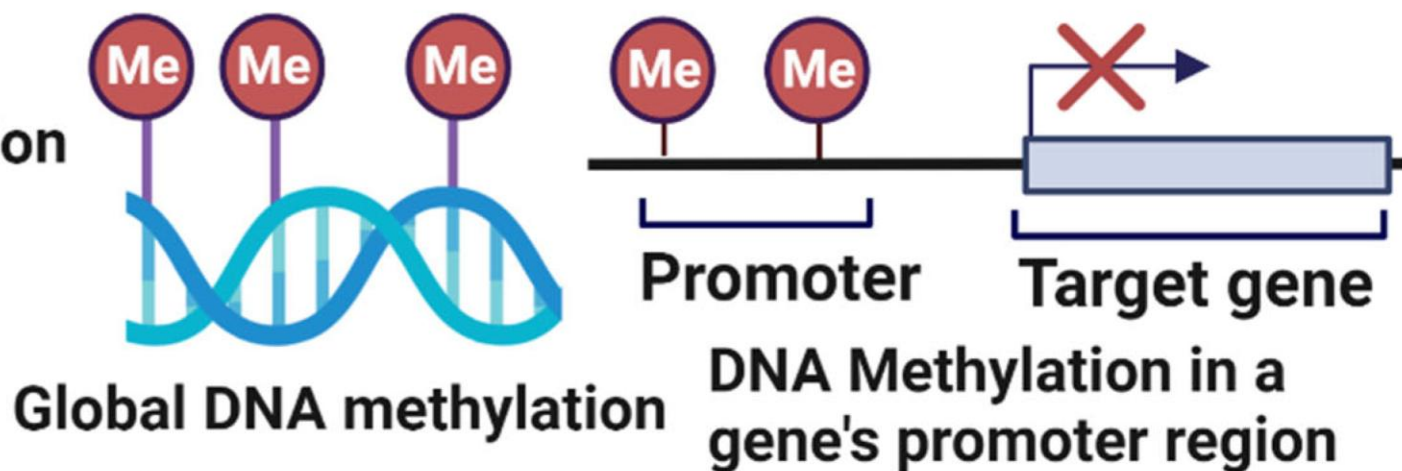 Me Me Me Me Me
on
Promoter
Target gene
Global DNA methylation
DNA Methylation in a
gene's promoter region